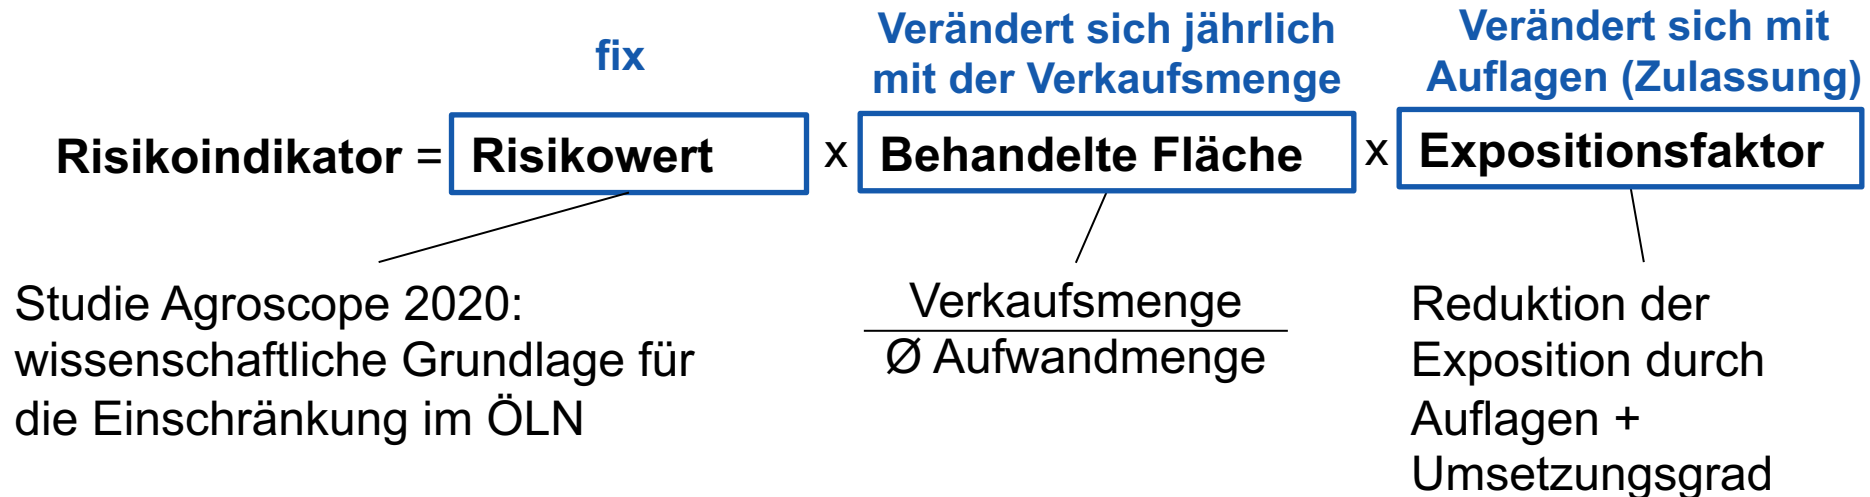 fix
Verändert sich jährlich
mit der Verkaufsmenge
Verändert sich mit
Auflagen (Zulassung)
Risikoindikator = Risikowert x Behandelte Fläche x Expositionsfaktor
Studie Agroscope 2020:
wissenschaftliche Grundlage für
die Einschränkung im ÖLN
Verkaufsmenge
Ø Aufwandmenge
Reduktion der
Exposition durch
Auflagen +
Umsetzungsgrad